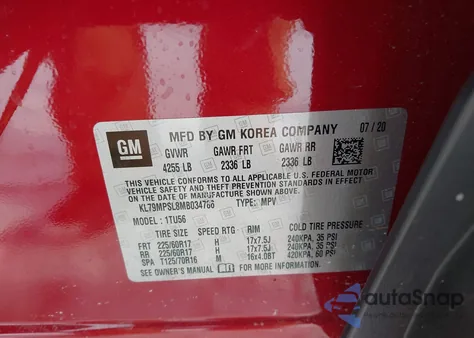 GM
MFD BY GM KOREA COMPANY 07/20
GVWR GAWR FRT GAWR RR
4255 LB 2336 LB 2336 LB
THIS VEHICLE CONFORMS TO ALL APPLICABLE U.S. FEDERAL MOTOR
VEHICLE SAFETY AND THEFT PREVENTION STANDARDS IN EFFECT
ON THE DATE OF MANUFACTURE SHOWN ABOVE.
KL79MPSL8MB034766 TYPE: MPV
MODEL: 1TU56
TIRE SIZE SPEED RTG RIM COLD TIRE PRESSURE
FRT 225/60R17 H 17x7.5J 240KPA, 35 PSI
RR 225/60R17 H 17x7.5J 240KPA, 35 PSI
SPA T125/70R16 M 16x4.0BT 420KPA, 60 PSI
SEE OWNER'S MANUAL FOR MORE INFORMATION.
autoSnap